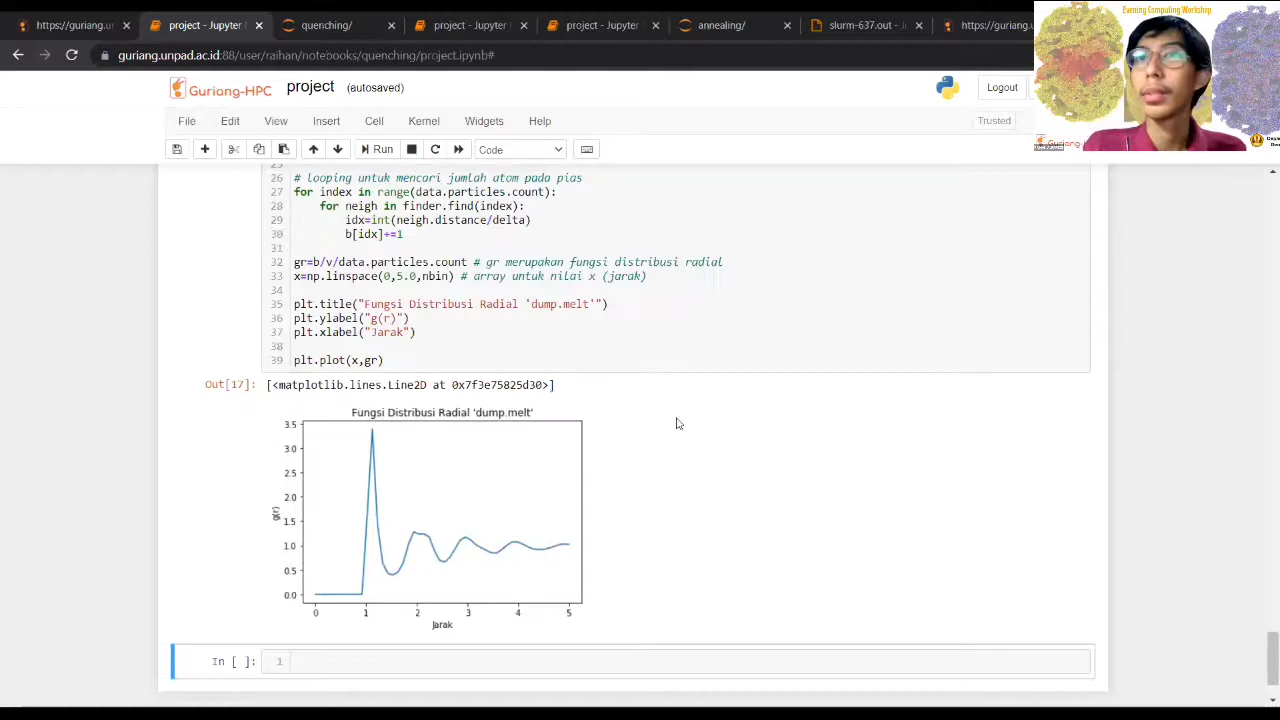 https://guriang.un
project - Jupyter N
quenching
project - Jupyter
slurm-637.out
https://guriang.u
guriang.unpad.ac.id:88/user/raihan/notebooks/quenching/project.ipynb#
Evening Computing Workshop
Guriang-HPC
project (autosaved)
Logout
File
Edit
View
Insert
Cell
Kernel
Widgets
Help
Trusted
Run
Code
26 # looping untuk mencari jumlah atom pada pias
27 for index in range(data.particles.count):
28 for neigh in finder.find(index):
29 idx=int(neigh.distance/delta)
30 b[idx]+=1
31
32 gr=b/v/data.particles.count # gr merupakan fungsi distribusi radial
33 x=np.linspace(0,5.0,nbin) # array untuk nilai x (jarak)
34
35 plt.title("Fungsi Distribusi Radial 'dump.melt'")
36 plt.ylabel("g(r)")
37 plt.xlabel("Jarak")
38
39 plt.plot(x,gr)
Out[17]: [<matplotlib.lines.Line2D at 0x7f3e75825d30>]
Fungsi Distribusi Radial 'dump.melt'
3.5
3.0
2.5
2.0
1.5
1.0
0.5
0.0
g(r)
0 1 2 3 4 5
Jarak
In [ ]: 1